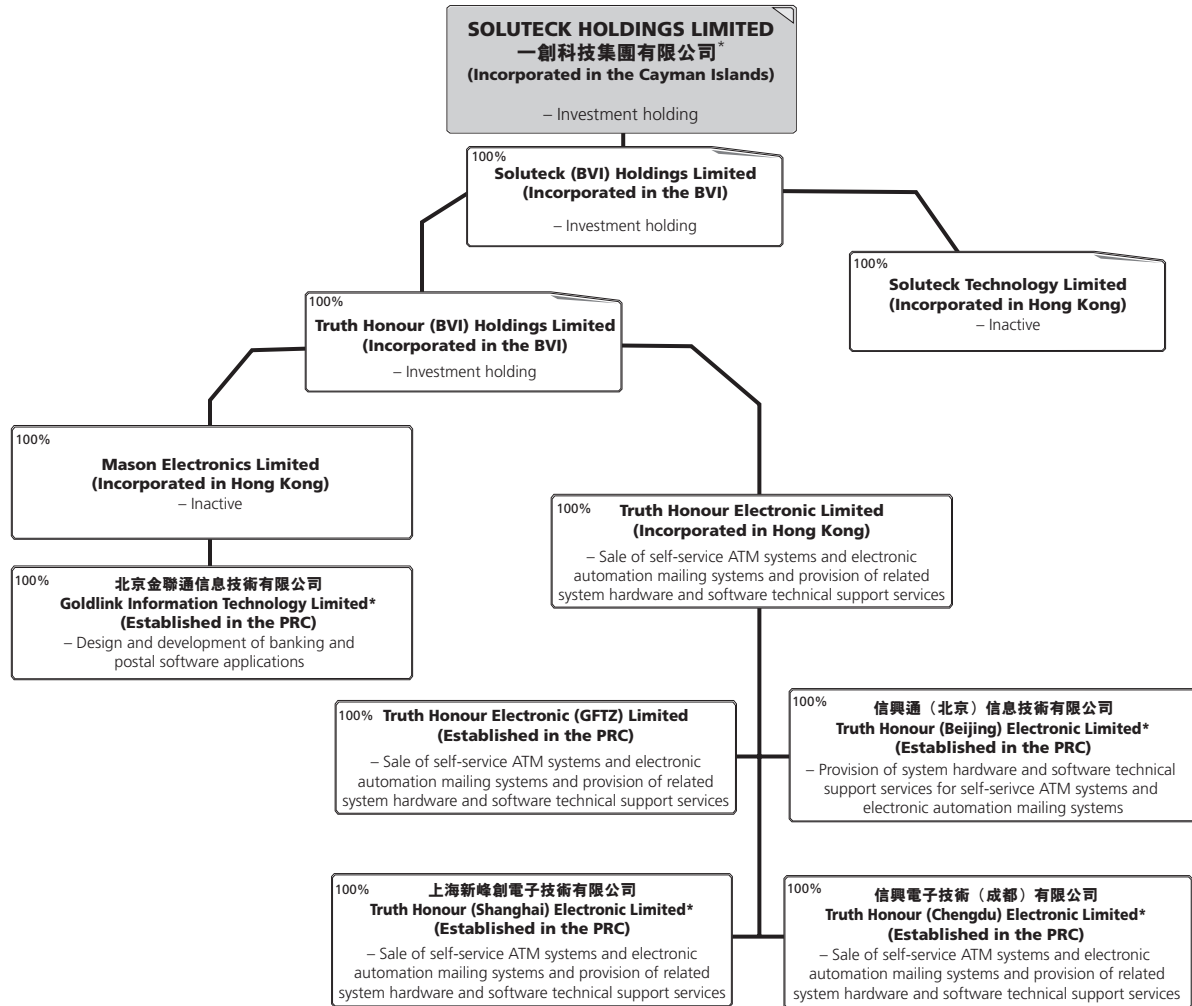 SOLUTECK HOLDINGS LIMITED
一創科技集團有限公司*
(Incorporated in the Cayman Islands)
– Investment holding
100%
Soluteck (BVI) Holdings Limited
(Incorporated in the BVI)
– Investment holding
100%
Soluteck Technology Limited
(Incorporated in Hong Kong)
– Inactive
100%
Truth Honour (BVI) Holdings Limited
(Incorporated in the BVI)
– Investment holding
100%
Mason Electronics Limited
(Incorporated in Hong Kong)
– Inactive
100%
Truth Honour Electronic Limited
(Incorporated in Hong Kong)
– Sale of self-service ATM systems and electronic
automation mailing systems and provision of related
system hardware and software technical support services
100%
北京金聯通信息技術有限公司
Goldlink Information Technology Limited*
(Established in the PRC)
– Design and development of banking and
postal software applications
100% Truth Honour Electronic (GFTZ) Limited
(Established in the PRC)
– Sale of self-service ATM systems and electronic
automation mailing systems and provision of related
system hardware and software technical support services
100%
信興通（北京）信息技術有限公司
Truth Honour (Beijing) Electronic Limited*
(Established in the PRC)
– Provision of system hardware and software technical
support services for self-serivce ATM systems and
electronic automation mailing systems
100%
上海新峰創電子技術有限公司
Truth Honour (Shanghai) Electronic Limited*
(Established in the PRC)
– Sale of self-service ATM systems and electronic
automation mailing systems and provision of related
system hardware and software technical support services
100%
信興電子技術（成都）有限公司
Truth Honour (Chengdu) Electronic Limited*
(Established in the PRC)
– Sale of self-service ATM systems and electronic
automation mailing systems and provision of related
system hardware and software technical support services